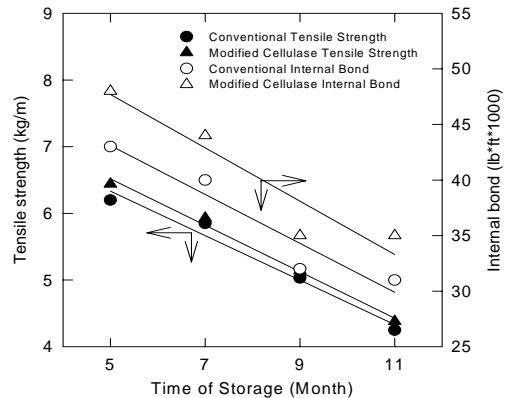 9
8
7
6
5
4
Tensile strength (kg/m)
55
50
45
40
35
30
25
Internal bond (lb*ft*1000)
Conventional Tensile Strength
Modified Cellulase Tensile Strength
Conventional Internal Bond
Modified Cellulase Internal Bond
5 7 9 11
Time of Storage (Month)